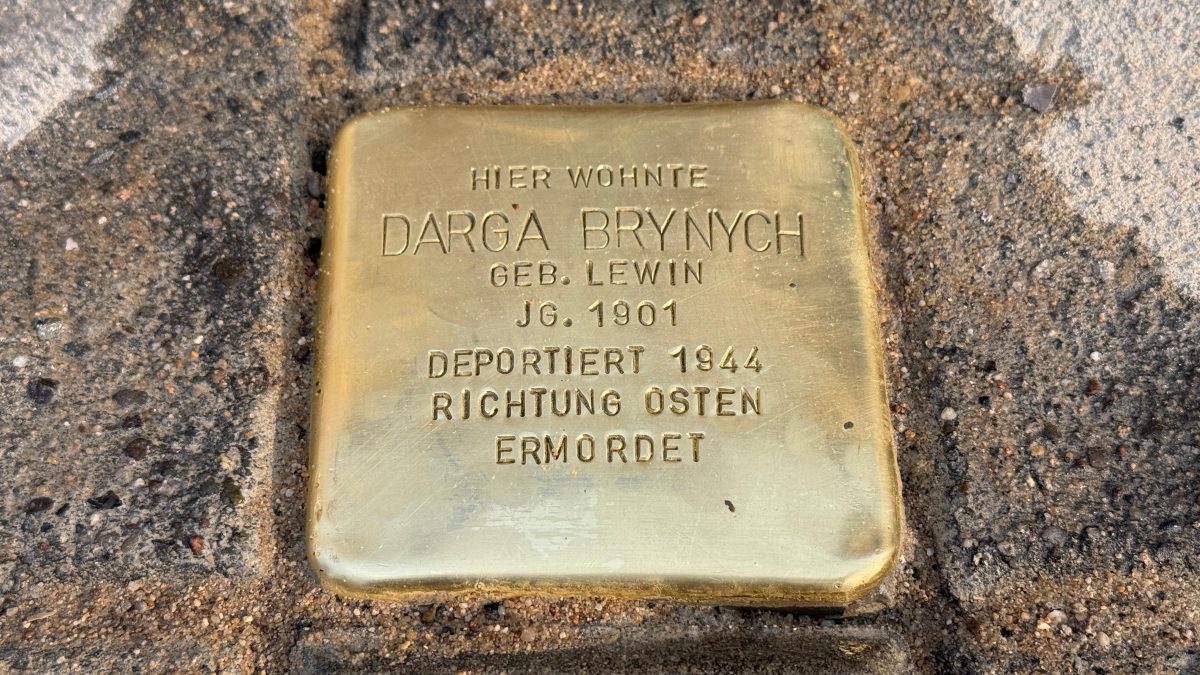 HIER WOHNTE
DARGA BRYNYCH
GEB. LEWIN
JG. 1901
DEPORTIERT 1944
RICHTUNG OSTEN
ERMORDET